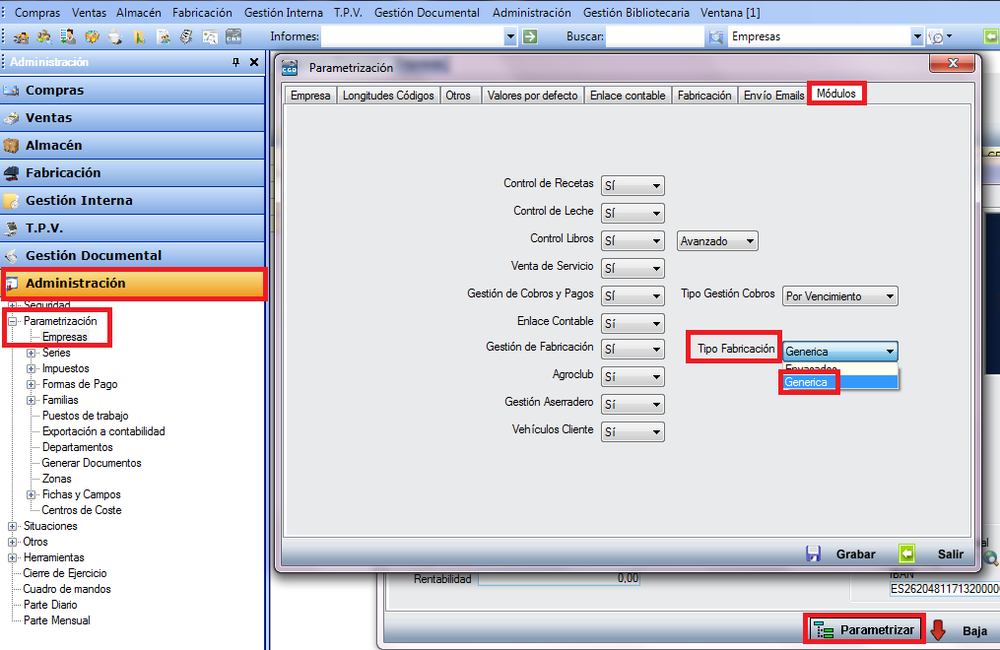 Compras Ventas Almacén Fabricación Gestión Interna T.P.V. Gestión Documental Administración Gestión Bibliotecaria Ventana [1]
Informes: Buscar: Empresas
Administración
Compras
Ventas
Almacén
Fabricación
Gestión Interna
T.P.V.
Gestión Documental
Administración
Seguridad
Parametrización
Empresas
Series
Impuestos
Formas de Pago
Familias
Puestos de trabajo
Exportación a contabilidad
Departamentos
Generar Documentos
Zonas
Fichas y Campos
Centros de Coste
Situaciones
Otros
Herramientas
Cierre de Ejercicio
Cuadro de mandos
Parte Diario
Parte Mensual
CGD Parametrización
Empresa Longitudes Códigos Otros Valores por defecto Enlace contable Fabricación Envío Emails Módulos
Control de Recetas SÍ
Control de Leche SÍ
Control Libros SÍ Avanzado
Venta de Servicio SÍ
Gestión de Cobros y Pagos SÍ Tipo Gestión Cobros Por Vencimiento
Enlace Contable SÍ
Gestión de Fabricación SÍ Tipo Fabricación Generica
Envasados
Generica
Agroclub SÍ
Gestión Aserradero SÍ
Vehículos Cliente SÍ
Grabar Salir
Rentabilidad 0,00
IBAN
ES2620481171320000
Parametrizar Baja